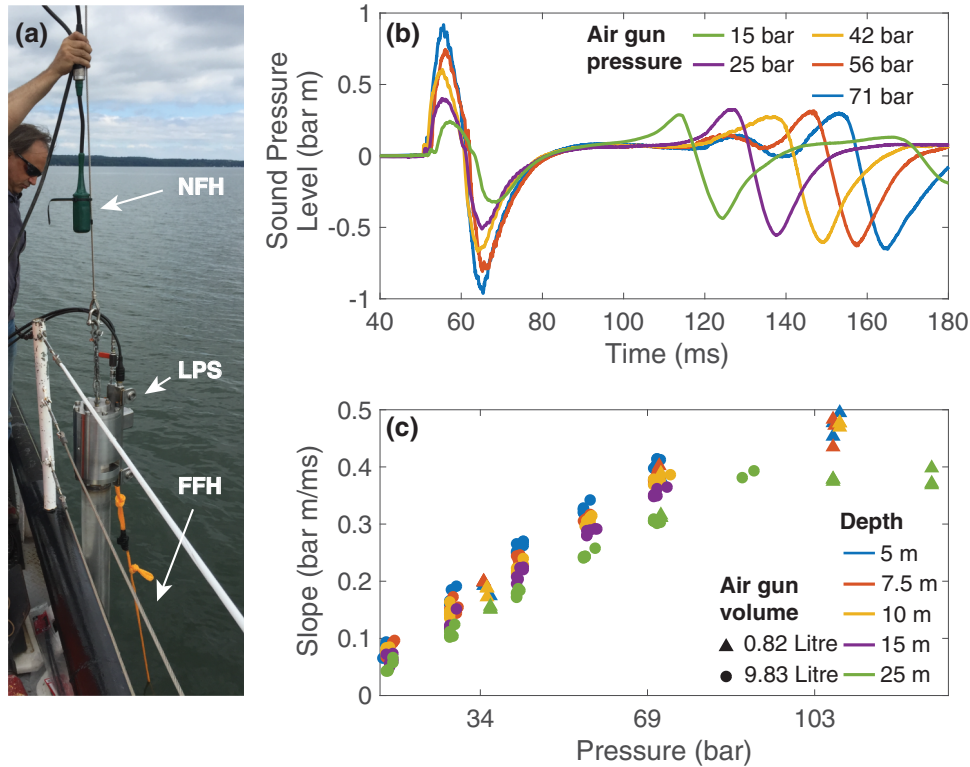 (a)
NFH
LPS
FFH
(b)
Air gun
pressure
15 bar
25 bar
42 bar
56 bar
71 bar
Sound Pressure
Level (bar m)
1
0.5
0
-0.5
-1
40 60 80 100 120 140 160 180
Time (ms)
(c)
Slope (bar m/ms)
0.5
0.4
0.3
0.2
0.1
0
Air gun
volume
0.82 Litre
9.83 Litre
Depth
5 m
7.5 m
10 m
15 m
25 m
34 69 103
Pressure (bar)